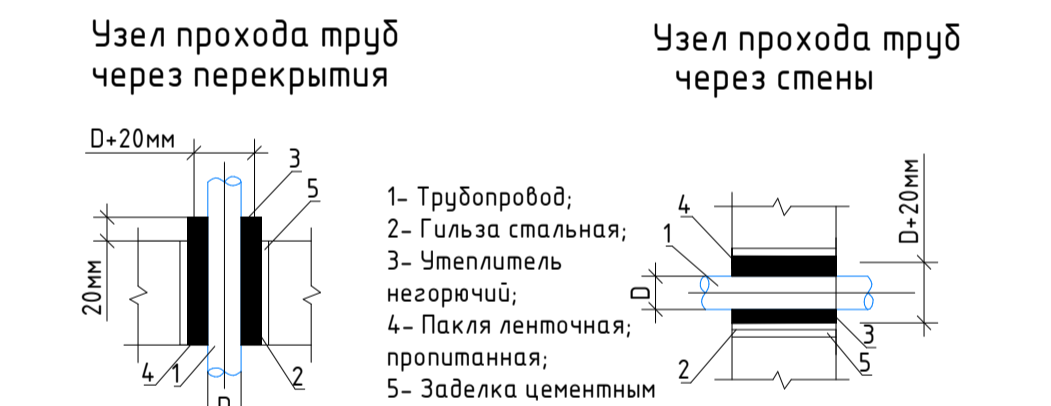 Узел прохода труб
через перекрытия
Узел прохода труб
через стены
D+20мм
3
5
20мм
4
1
2
D
1- Трубопровод;
2- Гильза стальная;
3- Утеплитель
негорючий;
4- Пакля ленточная;
пропитанная;
5- Заделка цементным
4
1
D
2
D+20мм
3
5